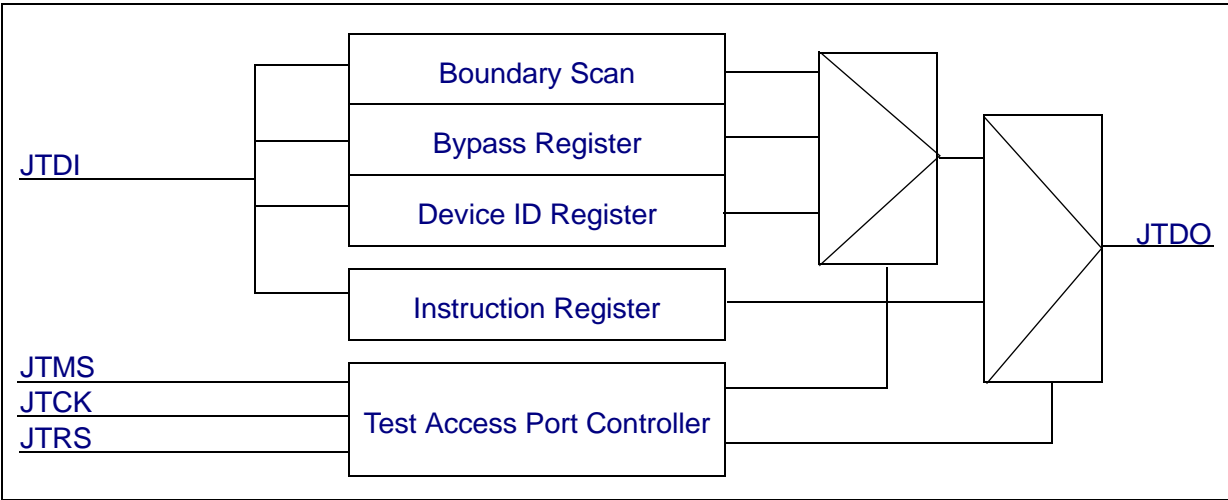 Boundary Scan
Bypass Register
JTDI
Device ID Register
JTDO
Instruction Register
JTMS
JTCK
Test Access Port Controller
JTRS